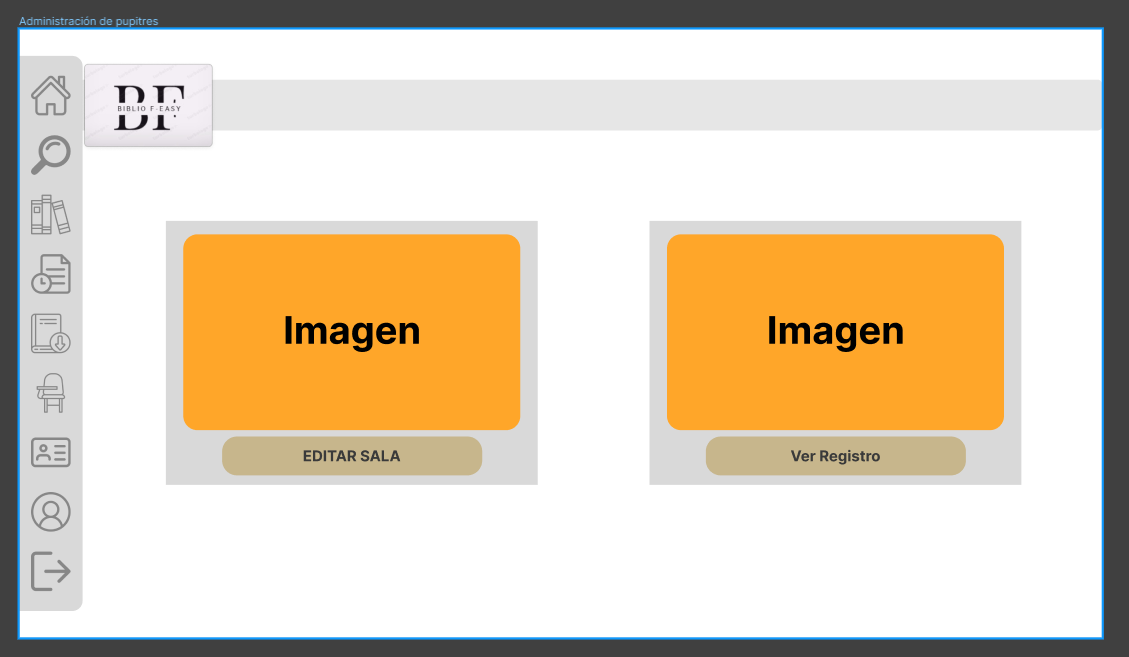 Administración de pupitres
BF
BIBLIO F-EASY
Imagen
Imagen
EDITAR SALA
Ver Registro